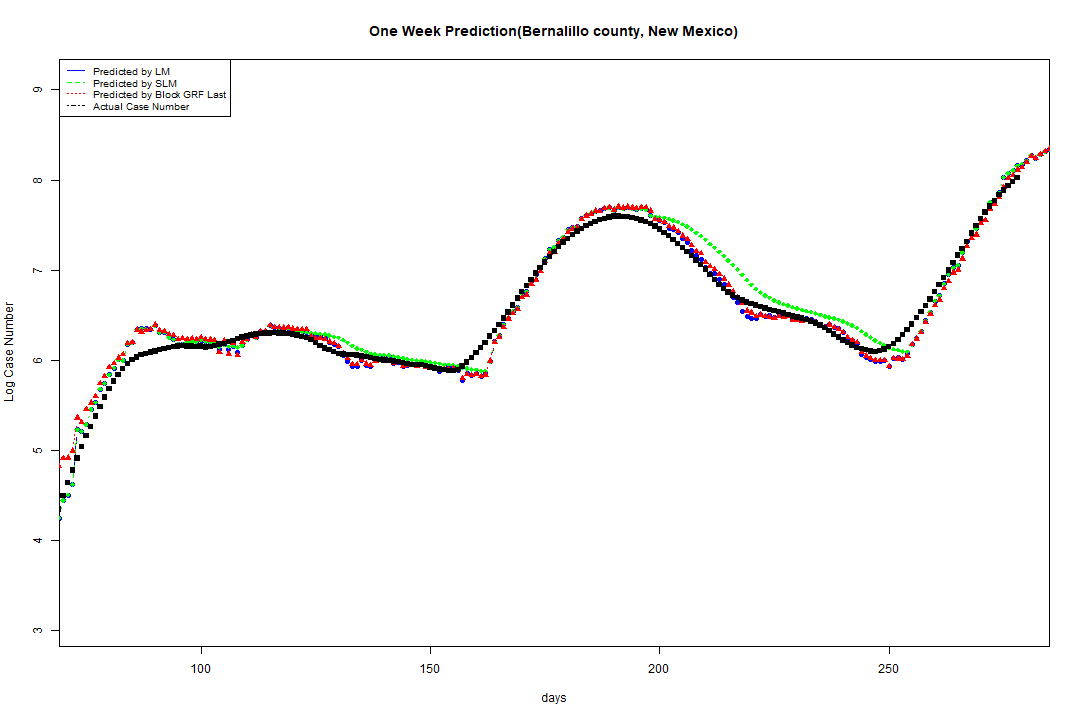 One Week Prediction(Bernalillo county, New Mexico)
Predicted by LM
Predicted by SLM
Predicted by Block GRF Last
Actual Case Number
9
8
7
6
5
4
3
Log Case Number
100 150 200 250
days